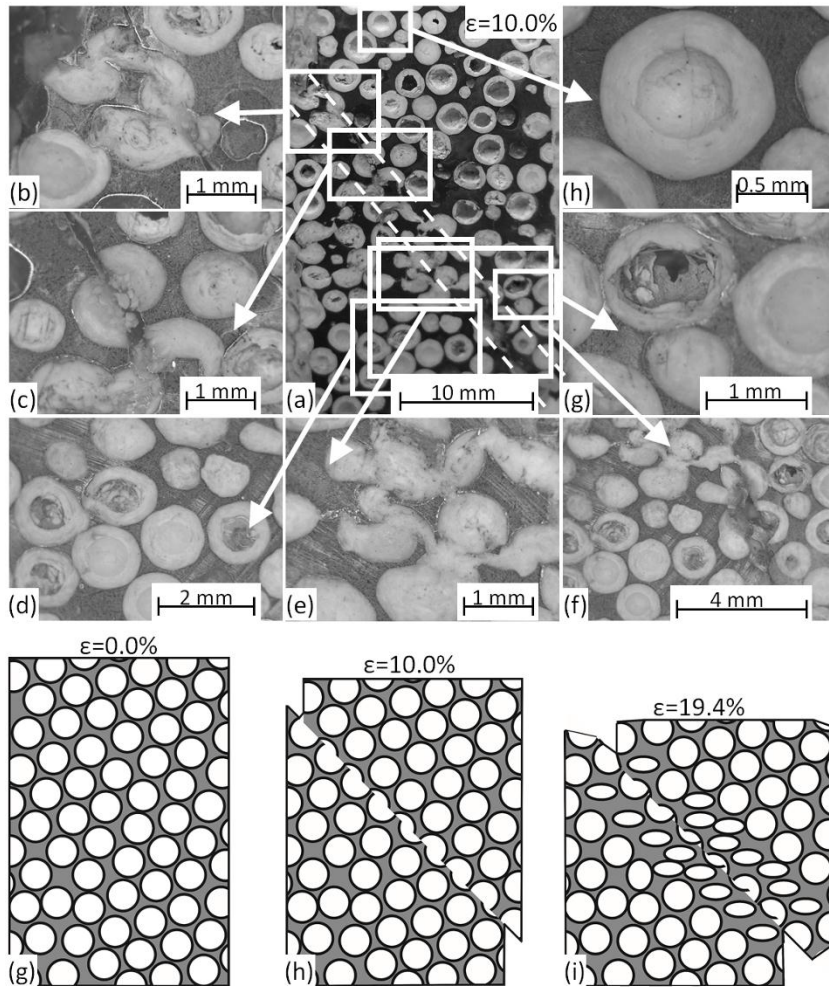 ε=10.0%
(b)
1 mm
(a)
10 mm
(h)
0.5 mm
(c)
1 mm
(g)
1 mm
(d)
2 mm
(e)
1 mm
(f)
4 mm
ε=0.0%
ε=10.0%
ε=19.4%
(g)
(h)
(i)